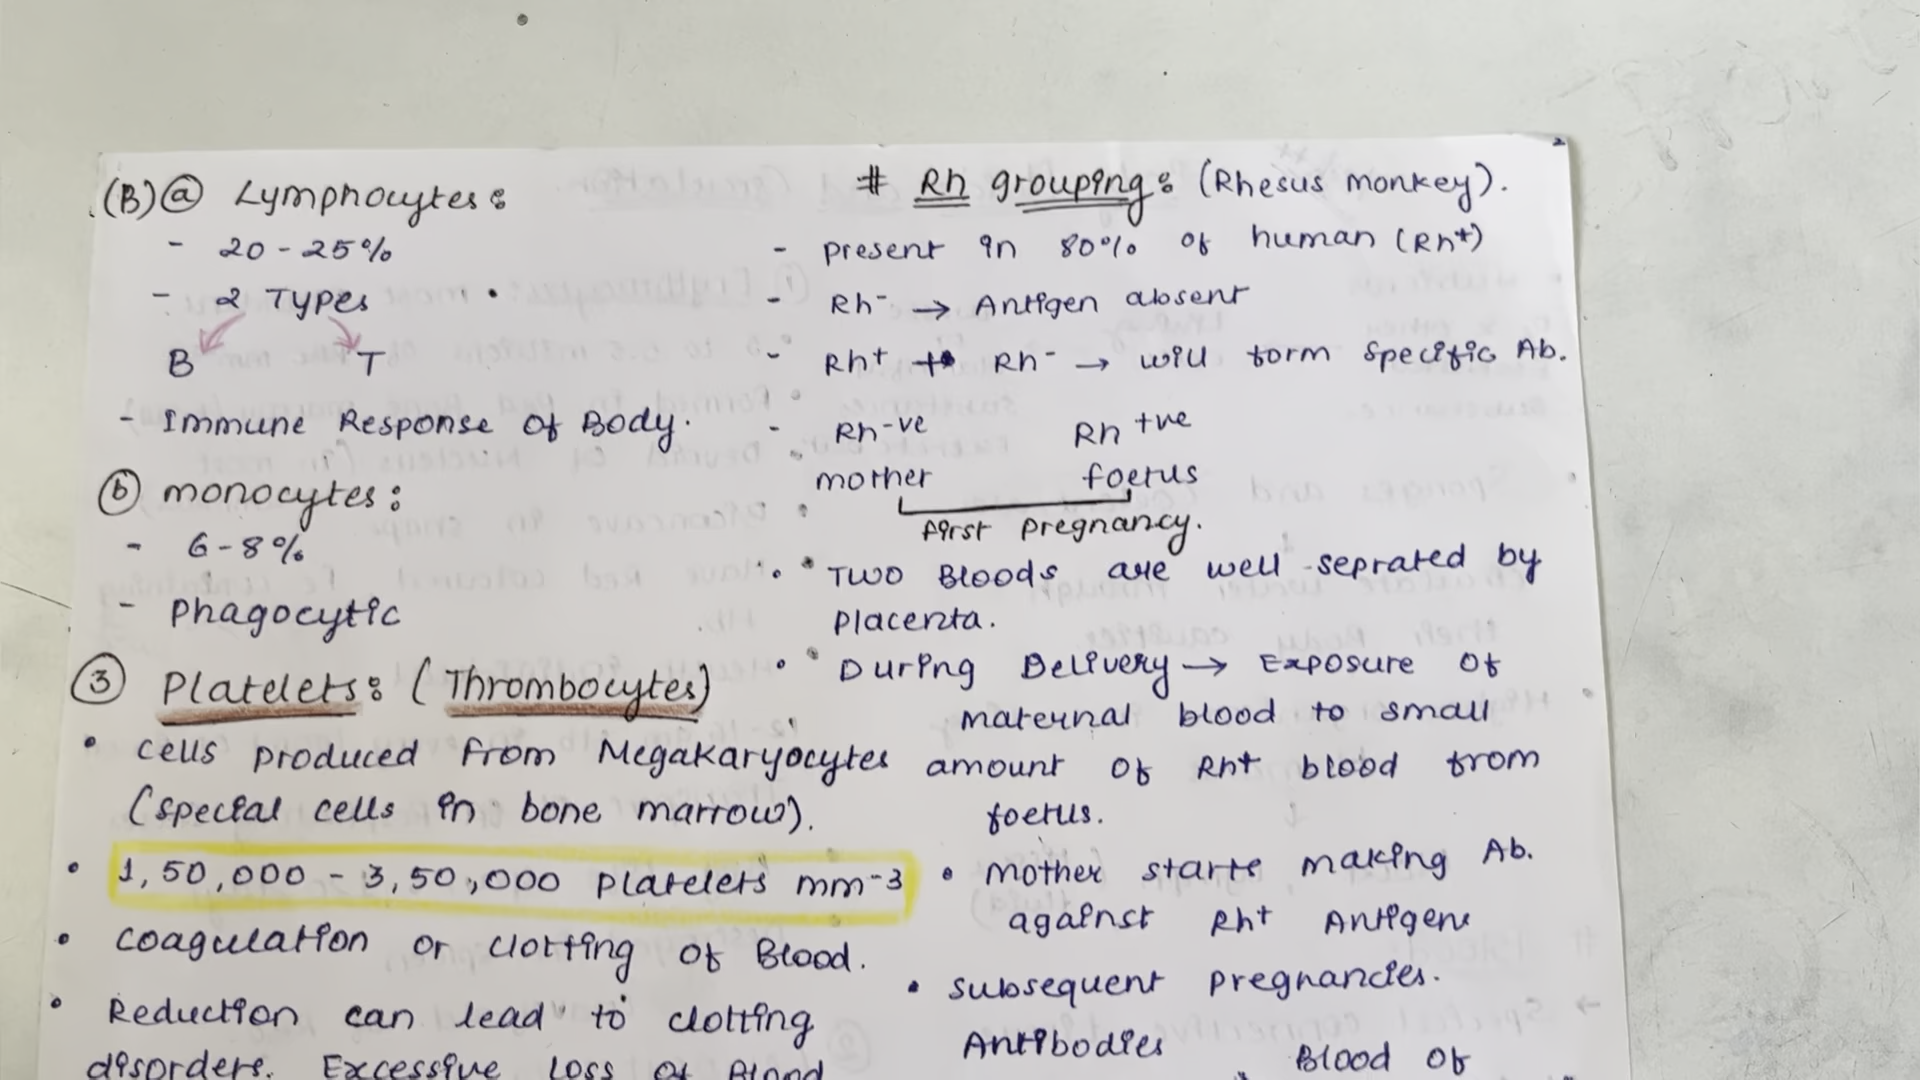 (B) ⓐ Lymphocytes:
- 20-25%
- 2 Types
B T
- Immune Response of Body.
ⓑ monocytes:
- 6-8%
- Phagocytic
③ Platelets: (Thrombocytes)
• cells produced from Megakaryocytes
(special cells in bone marrow).
• 1,50,000 - 3,50,000 platelets mm-3
• coagulation or clotting of Blood.
• Reduction can lead to clotting
disorders. Excessive Loss of Blood
# Rh grouping: (Rhesus monkey).
- present in 80% of human (Rh+)
- Rh- → Antigen absent
- Rh+ + Rh- → will form specific Ab.
- Rh-ve Rh +ve
mother foetus
first pregnancy.
• Two Bloods are well seprated by
placenta.
• During Delivery → Exposure of
maternal blood to small
amount of Rh+ blood from
foetus.
• mother starts making Ab.
against Rh+ Antigens
• subsequent pregnancies.
Antibodies Blood of